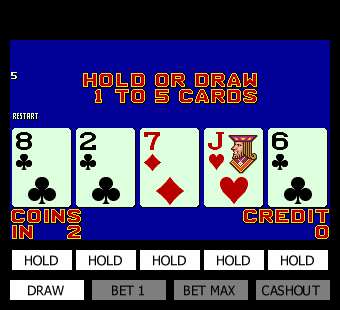 5
HOLD OR DRAW
1 TO 5 CARDS
RESTART
8 2 7 J 6
COINS CREDIT
IN 2 0
HOLD HOLD HOLD HOLD HOLD
DRAW BET 1 BET MAX CASHOUT